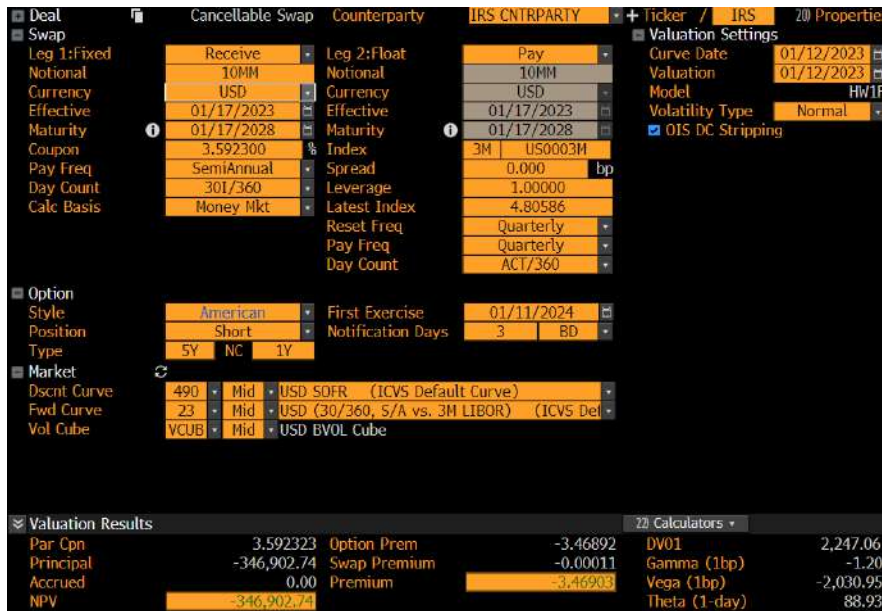 Deal Cancellable Swap Counterparty IRS CNTRPARTY + Ticker / IRS 20) Propertie
Swap Valuation Settings
Leg 1:Fixed Receive Leg 2:Float Pay Curve Date 01/12/2023
Notional 10MM Notional 10MM Valuation 01/12/2023
Currency USD Currency USD Model HW1F
Effective 01/17/2023 Effective 01/17/2023 Volatility Type Normal
Maturity 01/17/2028 Maturity 01/17/2028 OIS DC Stripping
Coupon 3.592300 % Index 3M US0003M
Pay Freq SemiAnnual Spread 0.000 bp
Day Count 30I/360 Leverage 1.00000
Calc Basis Money Mkt Latest Index 4.80586
Reset Freq Quarterly
Pay Freq Quarterly
Day Count ACT/360
Option
Style American First Exercise 01/11/2024
Position Short Notification Days 3 BD
Type 5Y NC 1Y
Market
Dscnt Curve 490 Mid USD SOFR (ICVS Default Curve)
Fwd Curve 23 Mid USD (30/360, S/A vs. 3M LIBOR) (ICVS Def
Vol Cube VCUB Mid USD BVOL Cube
Valuation Results 22) Calculators
Par Cpn 3.592323 Option Prem -3.46892 DV01 2,247.06
Principal -346,902.74 Swap Premium -0.00011 Gamma (1bp) -1.20
Accrued 0.00 Premium -3.46903 Vega (1bp) -2,030.95
NPV -346,902.74 Theta (1-day) 88.93